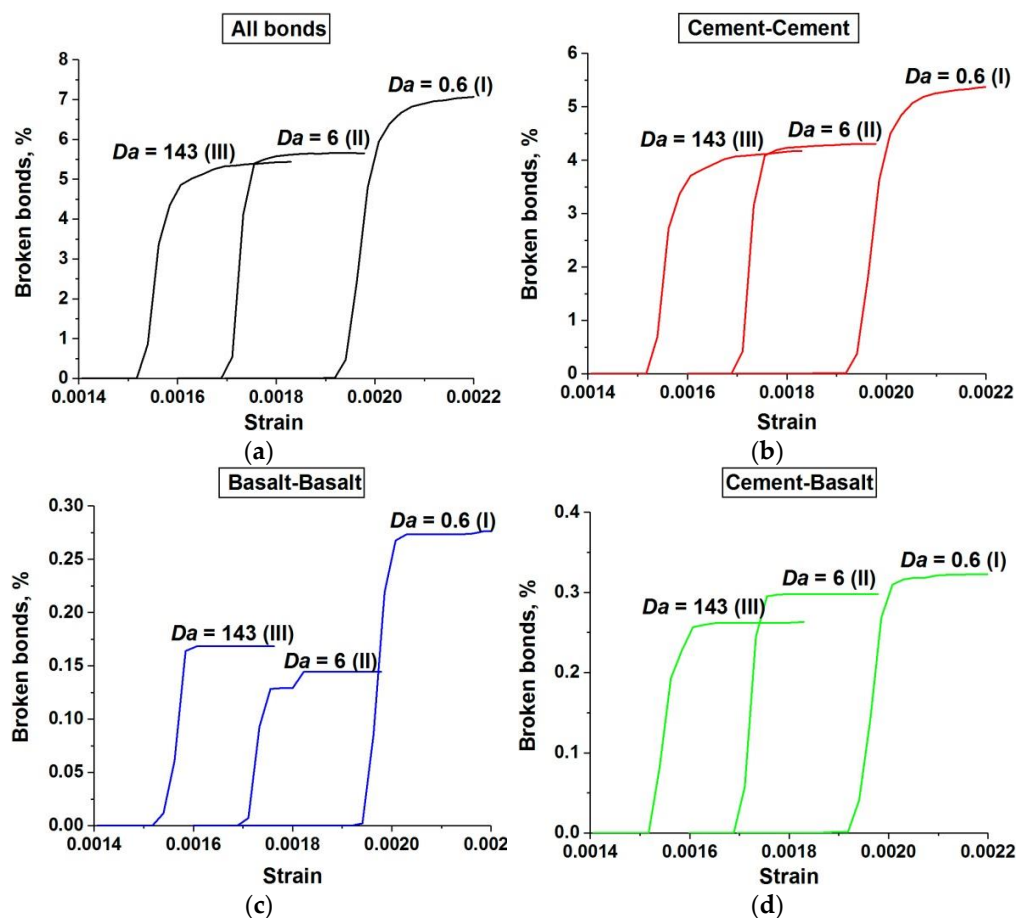 All bonds
Broken bonds, %
8
7
6
5
4
3
2
1
0
Da = 143 (III)
Da = 6 (II)
Da = 0.6 (I)
0.0014 0.0016 0.0018 0.0020 0.0022
Strain
(a)
Cement-Cement
Broken bonds, %
6
5
4
3
2
1
0
Da = 143 (III)
Da = 6 (II)
Da = 0.6 (I)
0.0014 0.0016 0.0018 0.0020 0.0022
Strain
(b)
Basalt-Basalt
Broken bonds, %
0.30
0.25
0.20
0.15
0.10
0.05
0.00
Da = 143 (III)
Da = 6 (II)
Da = 0.6 (I)
0.0014 0.0016 0.0018 0.0020 0.002
Strain
(c)
Cement-Basalt
Broken bonds, %
0.4
0.3
0.2
0.1
0.0
Da = 143 (III)
Da = 6 (II)
Da = 0.6 (I)
0.0014 0.0016 0.0018 0.0020 0.0022
Strain
(d)